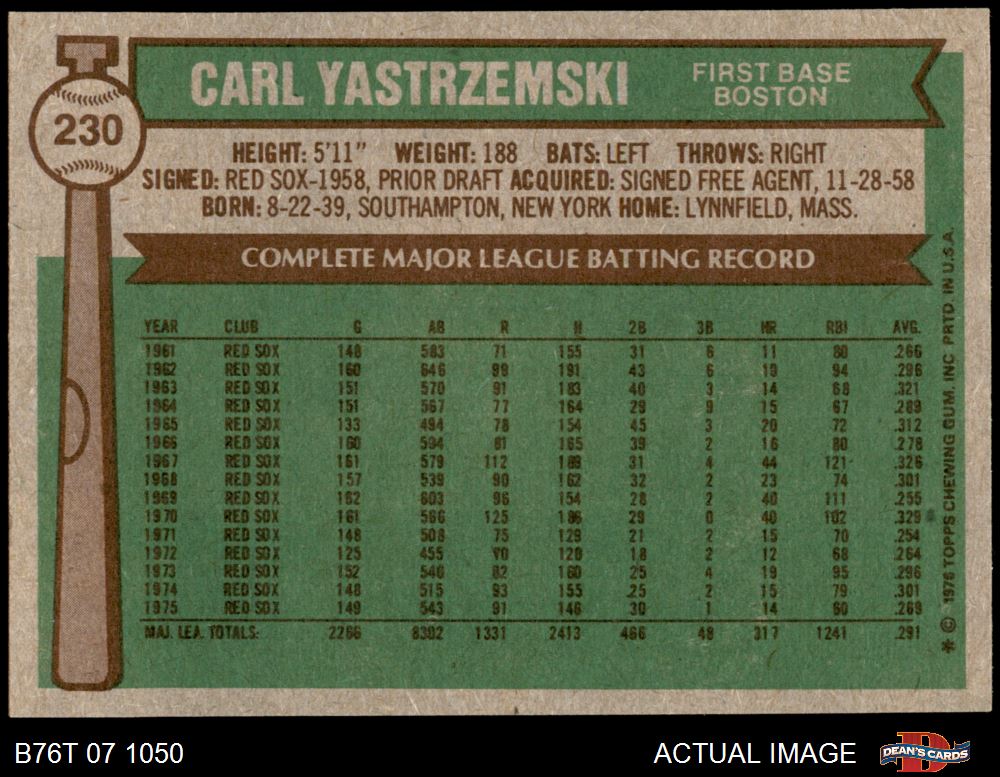 CARL YASTRZEMSKI
FIRST BASE
BOSTON
230
HEIGHT: 5'11" WEIGHT: 188 BATS: LEFT THROWS: RIGHT
SIGNED: RED SOX-1958, PRIOR DRAFT ACQUIRED: SIGNED FREE AGENT, 11-28-58
BORN: 8-22-39, SOUTHAMPTON, NEW YORK HOME: LYNNFIELD, MASS.
COMPLETE MAJOR LEAGUE BATTING RECORD
YEAR CLUB G AB R H 2B 3B HR RBI AVG.
1961 RED SOX 148 583 71 155 31 6 11 80 .266
1962 RED SOX 160 646 99 191 43 6 19 94 .296
1963 RED SOX 151 570 91 183 40 3 14 68 .321
1964 RED SOX 151 567 77 164 29 9 15 67 .289
1965 RED SOX 133 494 78 154 45 3 20 72 .312
1966 RED SOX 160 594 81 165 39 2 16 80 .278
1967 RED SOX 161 579 112 189 31 4 44 121 .326
1968 RED SOX 157 539 90 162 32 2 23 74 .301
1969 RED SOX 162 603 96 154 28 2 40 111 .255
1970 RED SOX 161 566 125 186 29 0 40 102 .329
1971 RED SOX 148 508 75 129 21 2 15 70 .254
1972 RED SOX 125 455 70 120 18 2 12 68 .264
1973 RED SOX 152 540 82 160 25 4 19 95 .296
1974 RED SOX 148 515 93 155 25 2 15 79 .301
1975 RED SOX 149 543 91 146 30 1 14 60 .269
MAJ. LEA. TOTALS: 2266 8302 1331 2413 466 48 317 1241 .291
* © 1976 TOPPS CHEWING GUM, INC. PRTD. IN U.S.A.
B76T 07 1050
ACTUAL IMAGE
D
DEAN'S CARDS